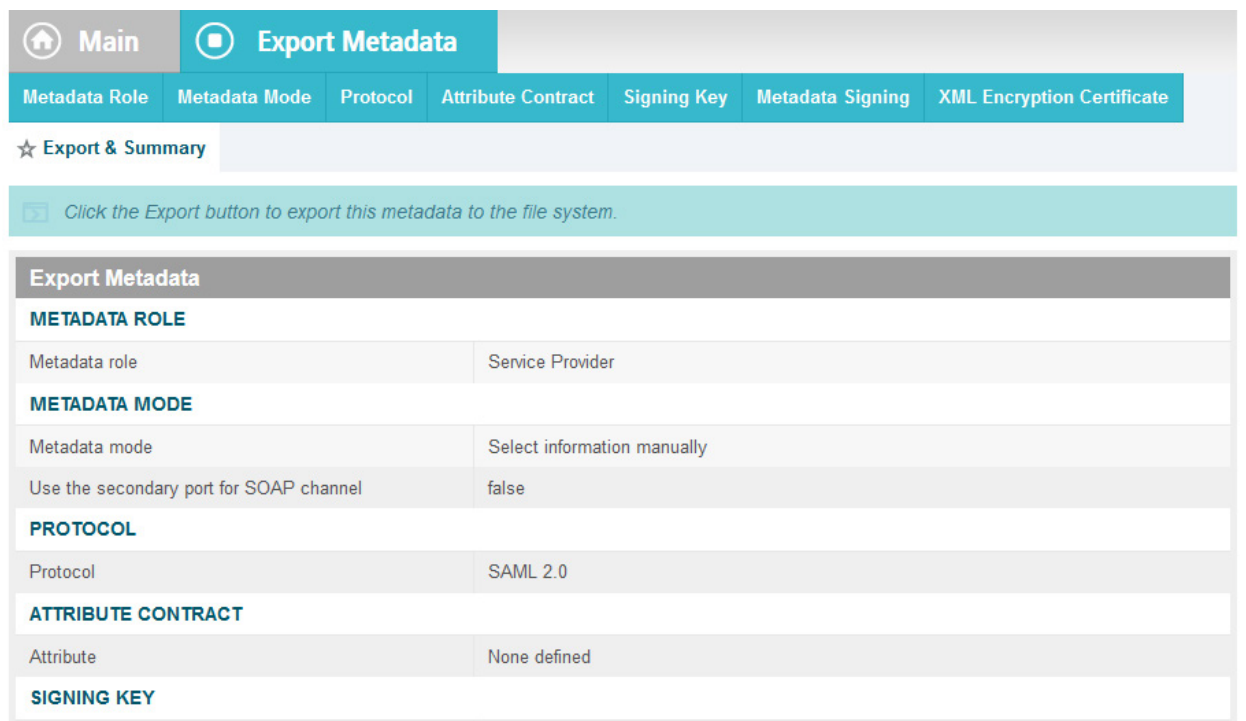 Main Export Metadata
Metadata Role Metadata Mode Protocol Attribute Contract Signing Key Metadata Signing XML Encryption Certificate
Export & Summary
Click the Export button to export this metadata to the file system.
Export Metadata
METADATA ROLE
Metadata role Service Provider
METADATA MODE
Metadata mode Select information manually
Use the secondary port for SOAP channel false
PROTOCOL
Protocol SAML 2.0
ATTRIBUTE CONTRACT
Attribute None defined
SIGNING KEY